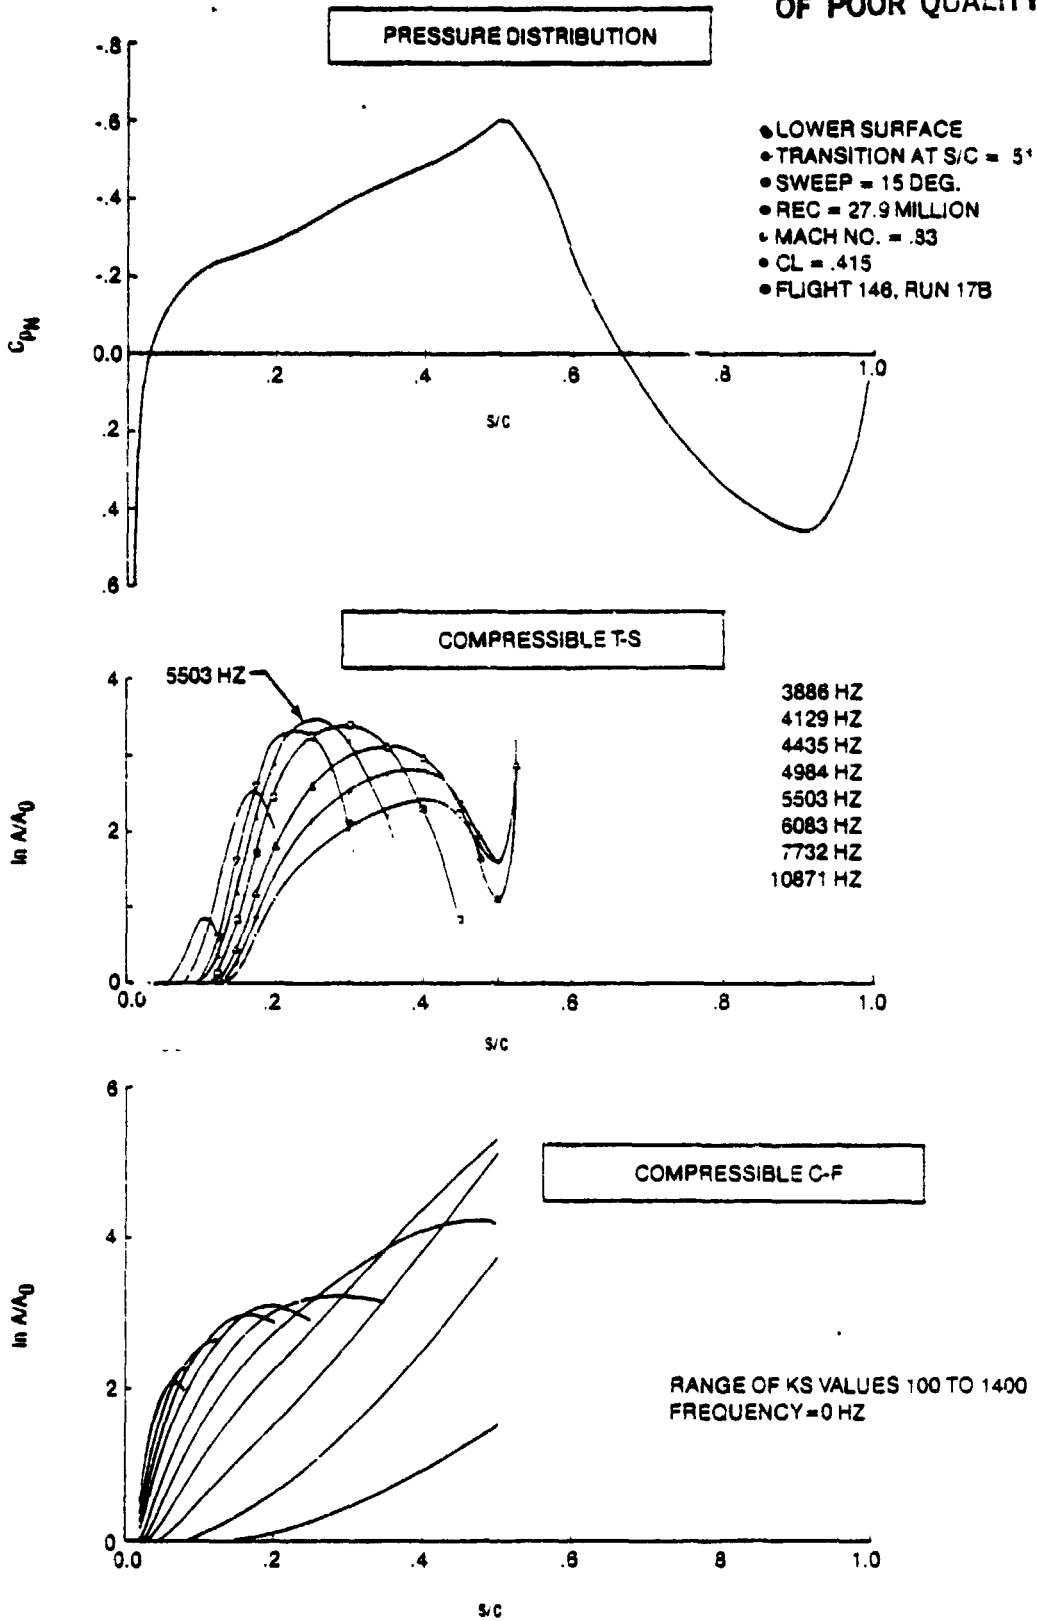 OF POOR QUALITY
PRESSURE DISTRIBUTION
-.8
-.6
-.4
-.2
0.0
.2
.4
.6
CPN
.2
.4
.6
.8
1.0
S/C
• LOWER SURFACE
• TRANSITION AT S/C =
• SWEEP = 15 DEG.
• REC = 27.9 MILLION
• MACH NO. = .83
• CL = .415
• FLIGHT 146, RUN 17B
COMPRESSIBLE T-S
5503 HZ
3886 HZ
4129 HZ
4435 HZ
4984 HZ
5503 HZ
6083 HZ
7732 HZ
10871 HZ
4
2
0
ln A/A0
0.0
.2
.4
.6
.8
1.0
S/C
COMPRESSIBLE C-F
6
4
2
0
ln A/A0
RANGE OF KS VALUES 100 TO 1400
FREQUENCY=0 HZ
0.0
.2
.4
.6
8
1.0
S/C